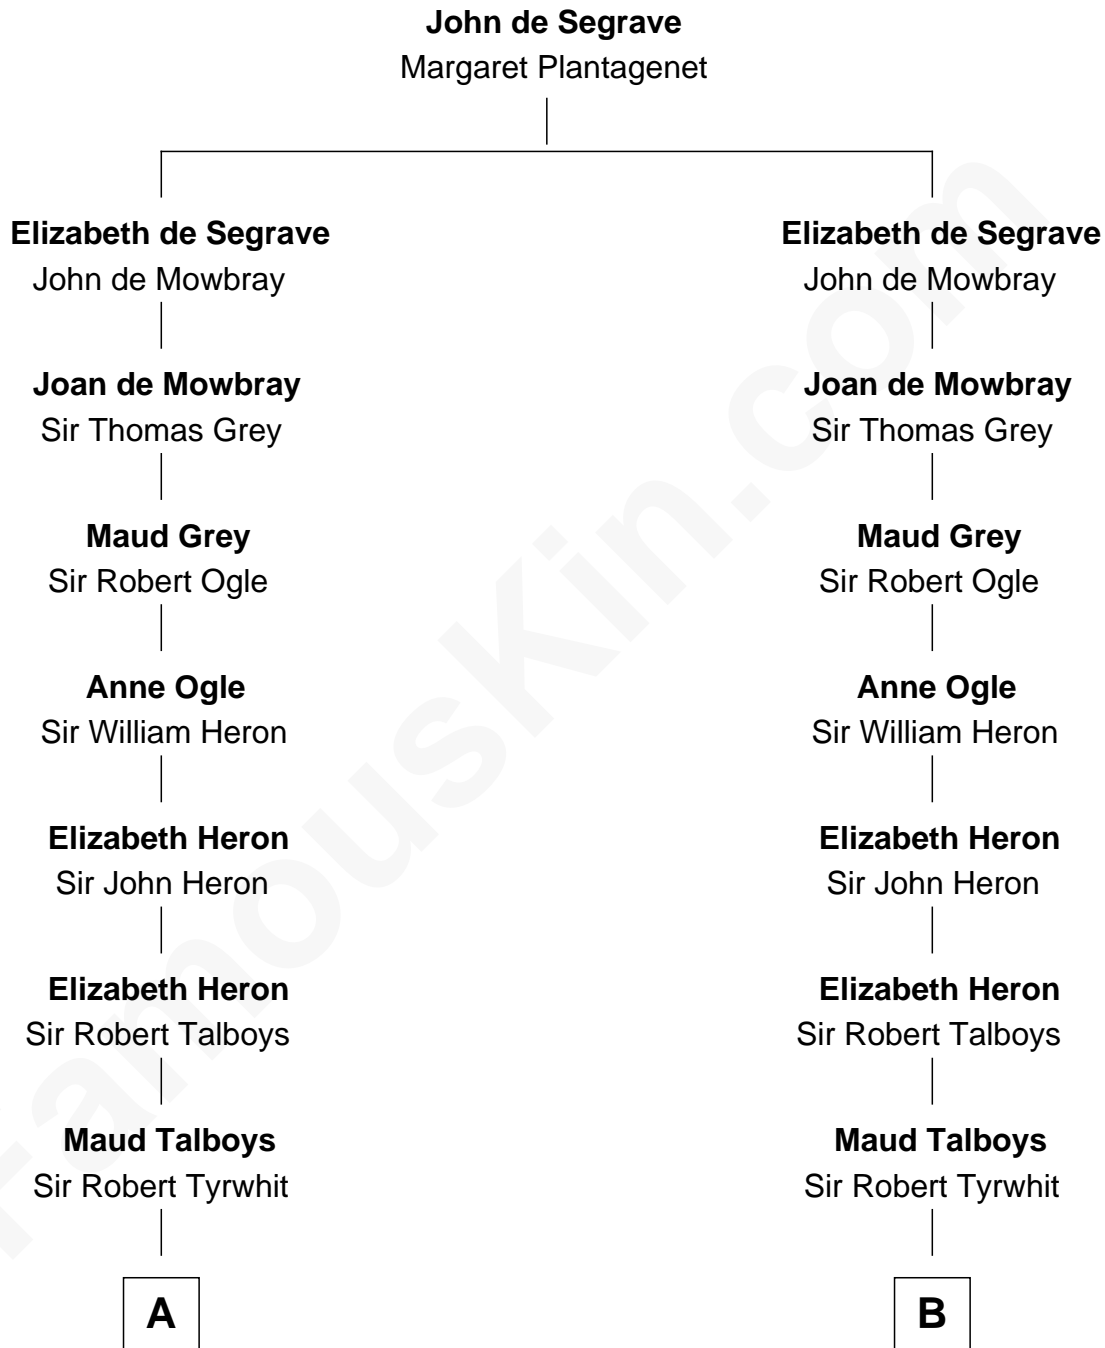 John de Segrave
Margaret Plantagenet
Elizabeth de Segrave Elizabeth de Segrave
John de Mowbray John de Mowbray
Joan de Mowbray Joan de Mowbray
Sir Thomas Grey Sir Thomas Grey
Maud Grey Maud Grey
Sir Robert Ogle Sir Robert Ogle
Anne Ogle Anne Ogle
Sir William Heron Sir William Heron
Elizabeth Heron Elizabeth Heron
Sir John Heron Sir John Heron
Elizabeth Heron Elizabeth Heron
Sir Robert Talboys Sir Robert Talboys
Maud Talboys Maud Talboys
Sir Robert Tyrwhit Sir Robert Tyrwhit
A B
FamousKin.com